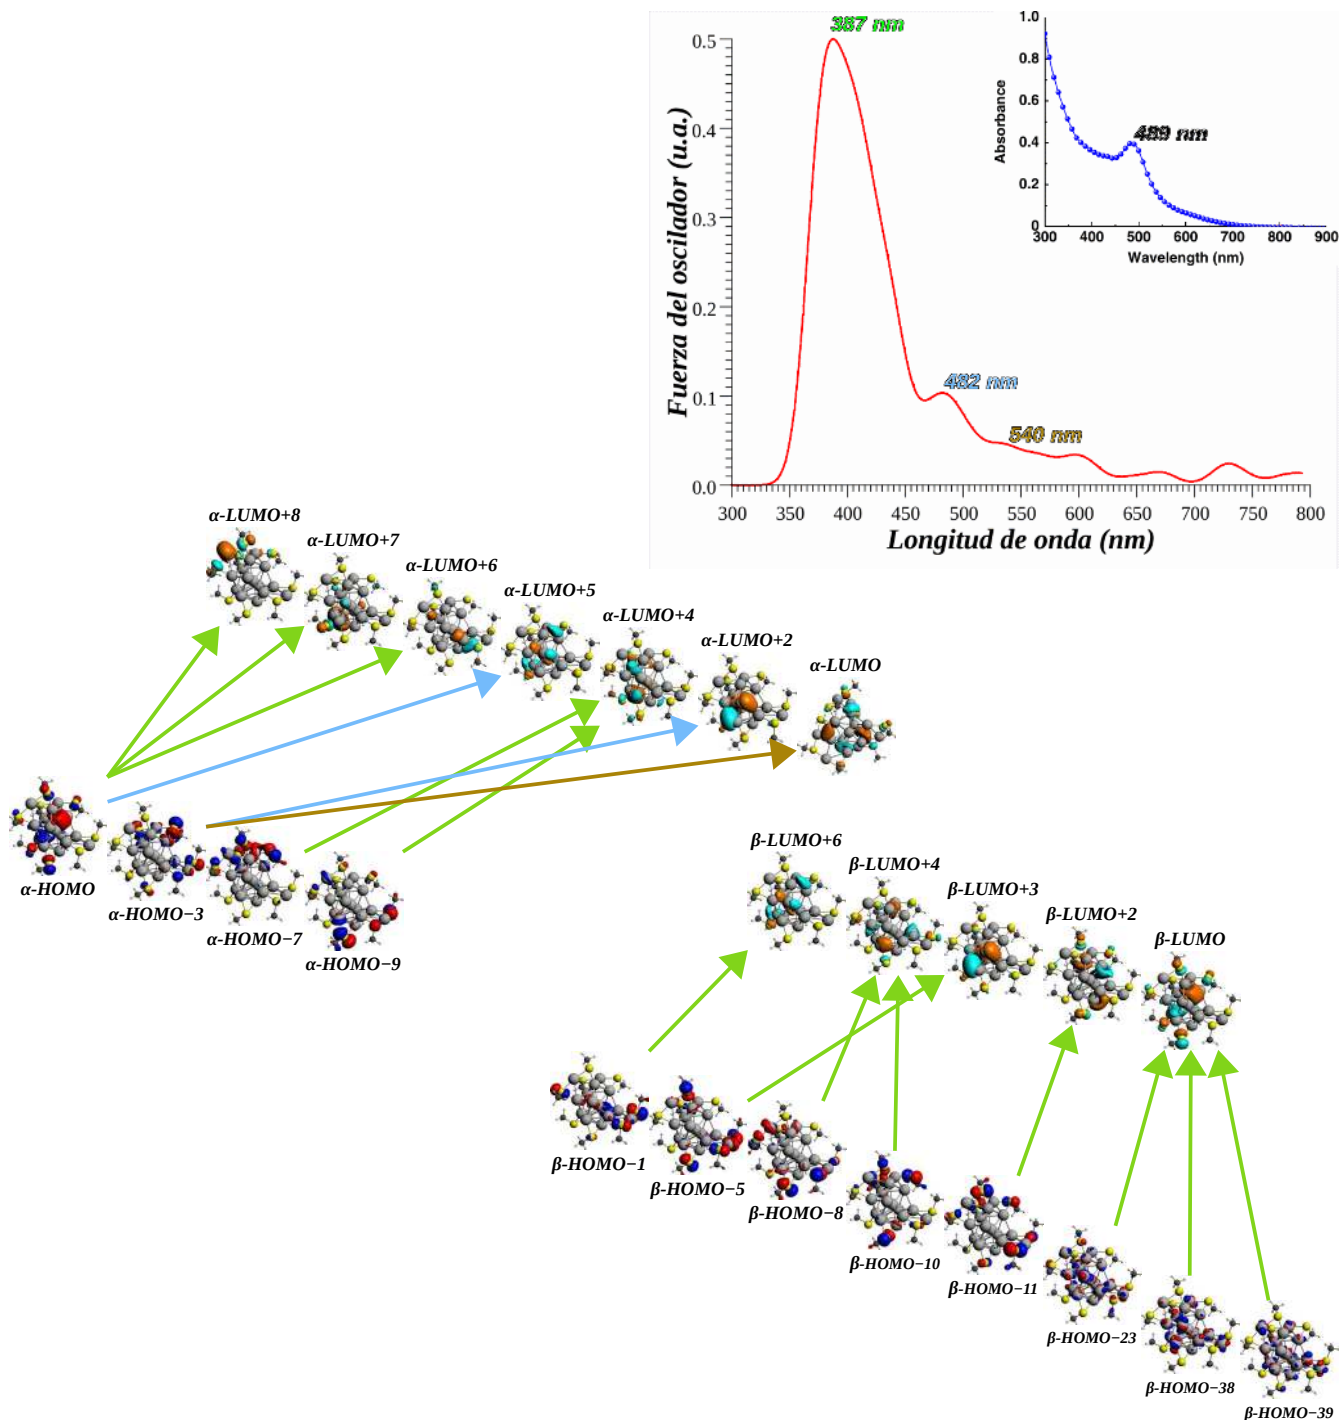 387 nm
0.5
0.4
0.3
0.2
0.1
0.0
Fuerza del oscilador (u.a.)
482 nm
540 nm
300 350 400 450 500 550 600 650 700 750 800
Longitud de onda (nm)
1.0
0.8
0.6
0.4
0.2
0
Absorbance
489 nm
300 400 500 600 700 800 900
Wavelength (nm)
α-LUMO+8
α-LUMO+7
α-LUMO+6
α-LUMO+5
α-LUMO+4
α-LUMO+2
α-LUMO
α-HOMO
α-HOMO−3
α-HOMO−7
α-HOMO−9
β-LUMO+6
β-LUMO+4
β-LUMO+3
β-LUMO+2
β-LUMO
β-HOMO−1
β-HOMO−5
β-HOMO−8
β-HOMO−10
β-HOMO−11
β-HOMO−23
β-HOMO−38
β-HOMO−39